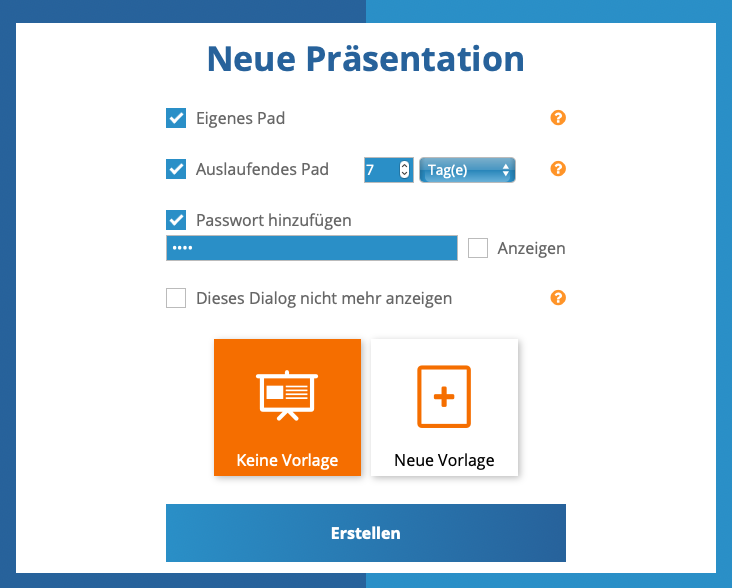 Neue Präsentation
Eigenes Pad
Auslaufendes Pad 7 Tag(e)
Passwort hinzufügen
•••• Anzeigen
Dieses Dialog nicht mehr anzeigen
Keine Vorlage Neue Vorlage
Erstellen